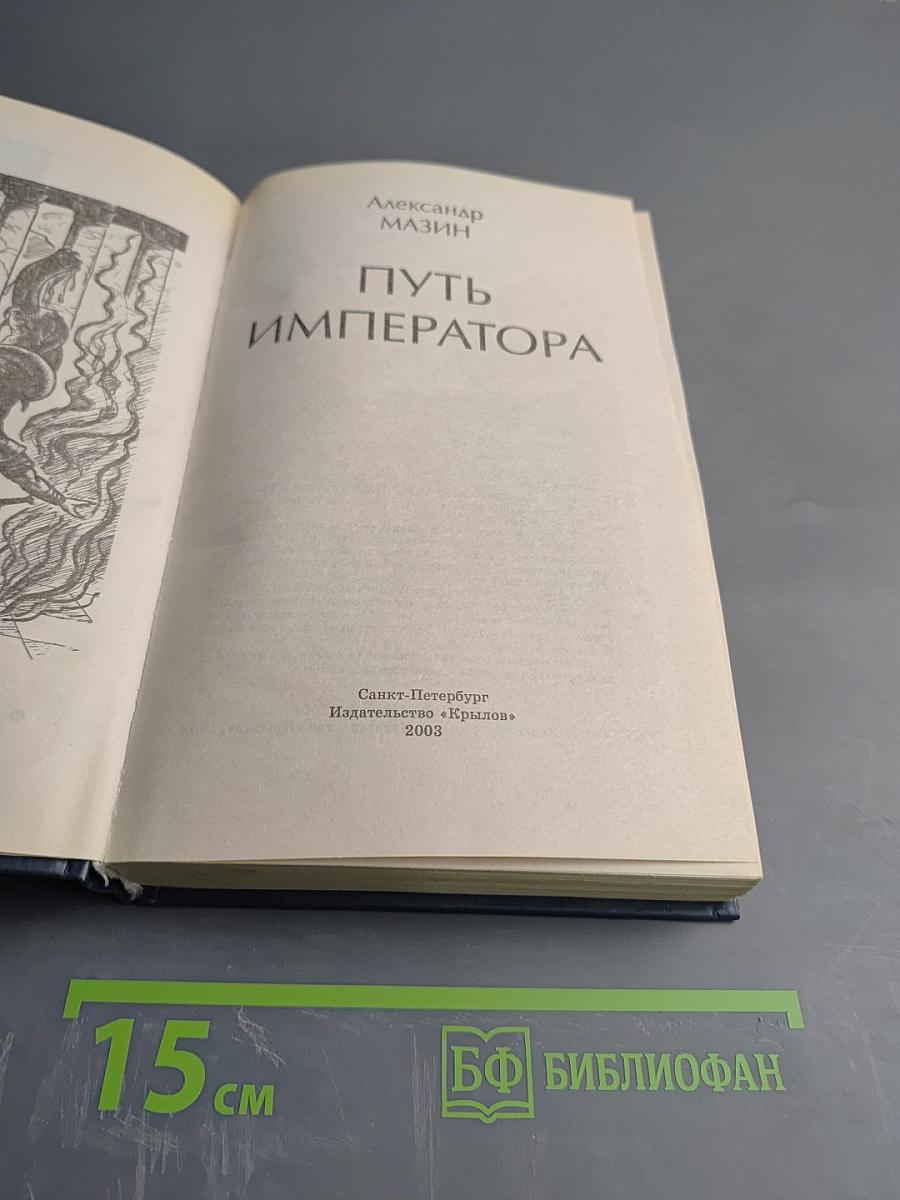 Александр
МАЗИН
ПУТЬ
ИМПЕРАТОРА
Санкт-Петербург
Издательство «Крылов»
2003
15 см
БФ БИБЛИОФАН